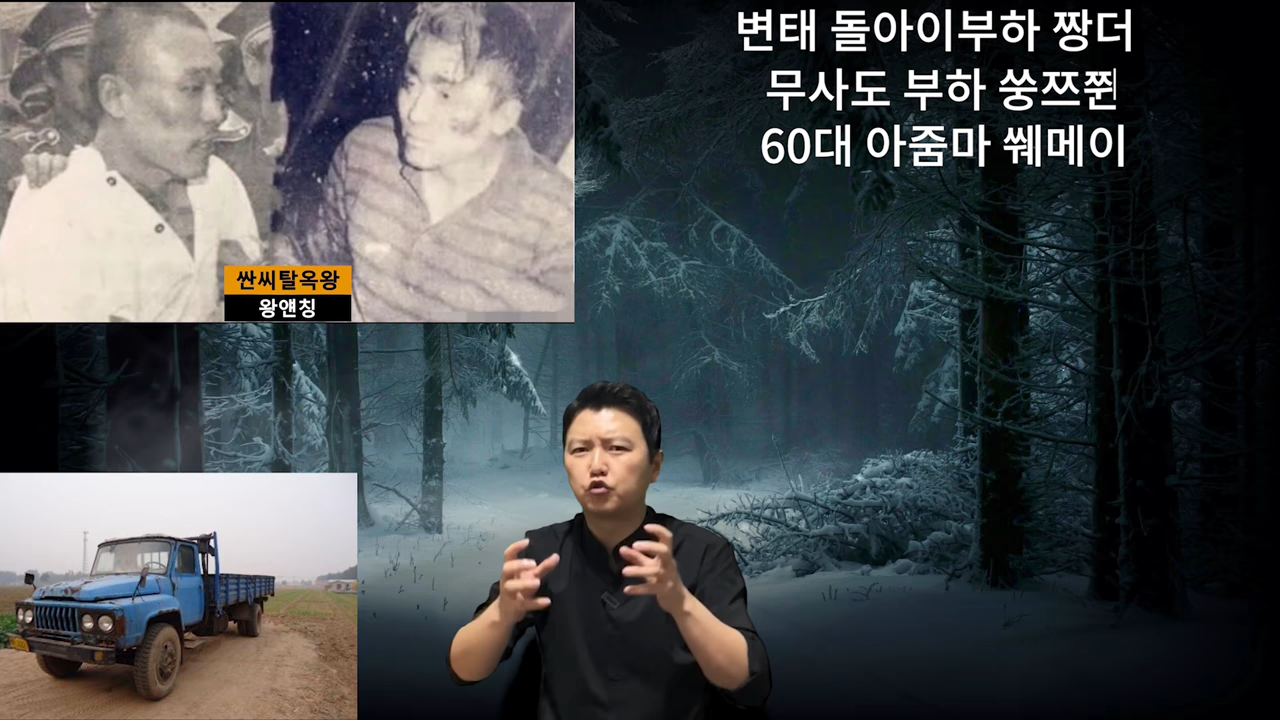 변태 돌아이부하 짱더
무사도 부하 쑹쯔쮠
60대 아줌마 쒜메이
싼씨탈옥왕
왕얜칭